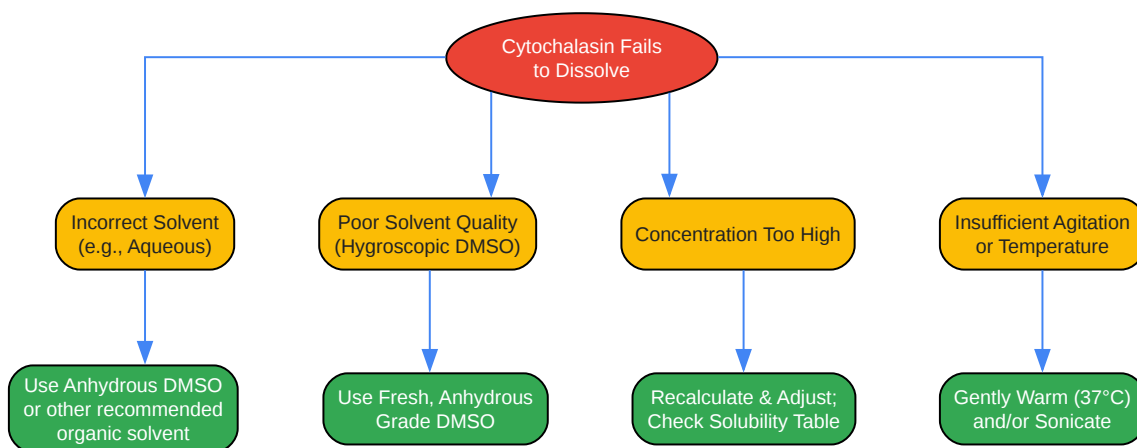 Cytochalasin Fails
to Dissolve
Incorrect Solvent
(e.g., Aqueous)
Poor Solvent Quality
(Hygroscopic DMSO)
Concentration Too High
Insufficient Agitation
or Temperature
Use Anhydrous DMSO
or other recommended
organic solvent
Use Fresh, Anhydrous
Grade DMSO
Recalculate & Adjust;
Check Solubility Table
Gently Warm (37°C)
and/or Sonicate